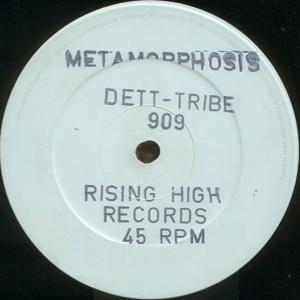 METAMORPHOSIS
DETT-TRIBE
909
RISING HIGH
RECORDS
45 RPM